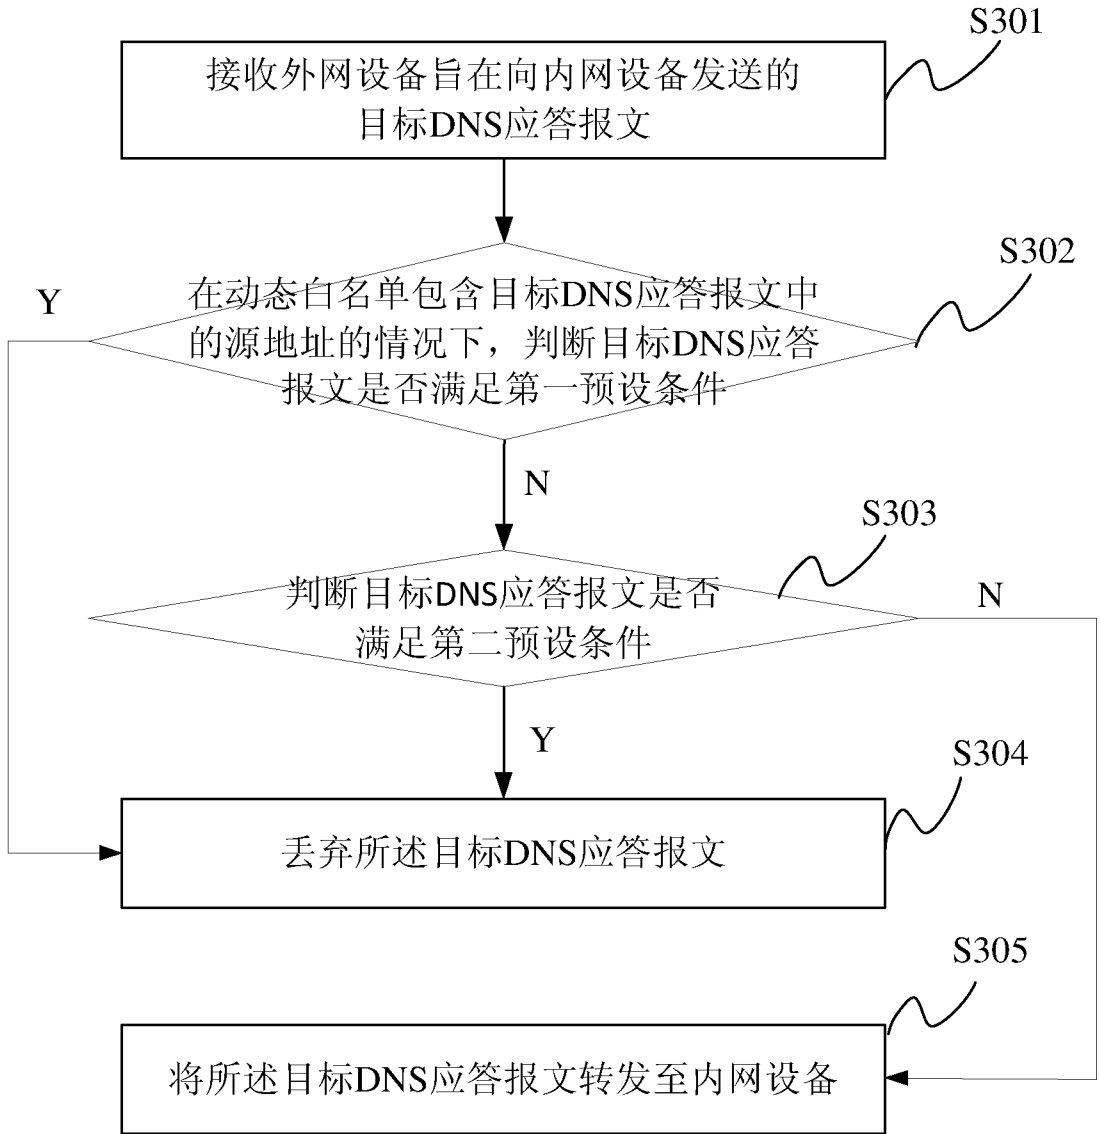 S301
接收外网设备旨在向内网设备发送的
目标DNS应答报文
S302
Y
在动态白名单包含目标DNS应答报文中
的源地址的情况下，判断目标DNS应答
报文是否满足第一预设条件
N
S303
判断目标DNS应答报文是否
满足第二预设条件
N
Y
S304
丢弃所述目标DNS应答报文
S305
将所述目标DNS应答报文转发至内网设备